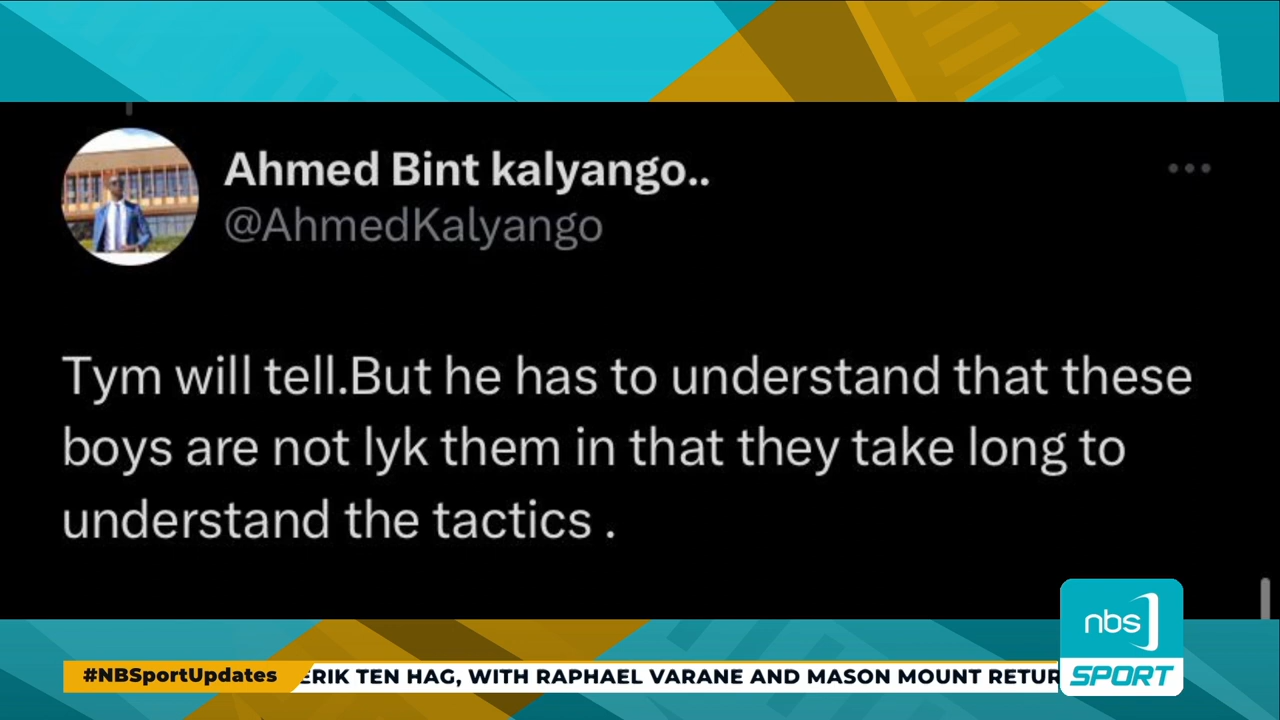 Ahmed Bint kalyango..
@AhmedKalyango
Tym will tell.But he has to understand that these
boys are not lyk them in that they take long to
understand the tactics .
nbs
SPORT
#NBSportUpdates
ERIK TEN HAG, WITH RAPHAEL VARANE AND MASON MOUNT RETUR